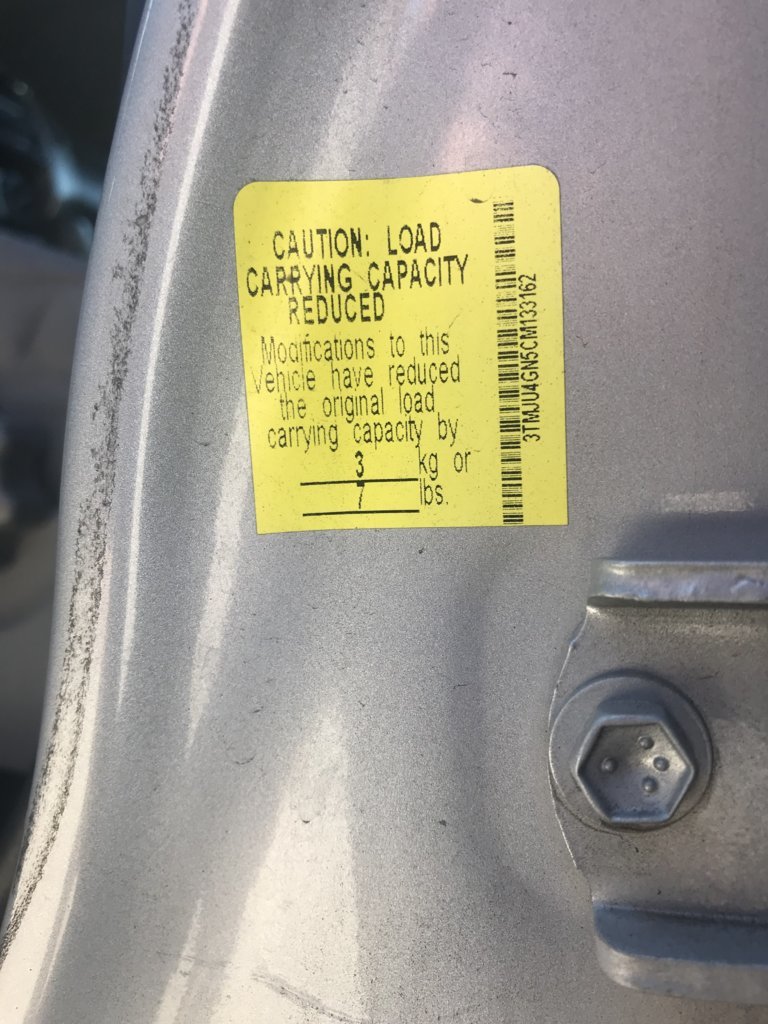 CAUTION: LOAD
CARRYING CAPACITY
REDUCED
Modifications to this
Vehicle have reduced
the original load
carrying capacity by
3 kg or
7 lbs.
3TMJU4GN5CM133162